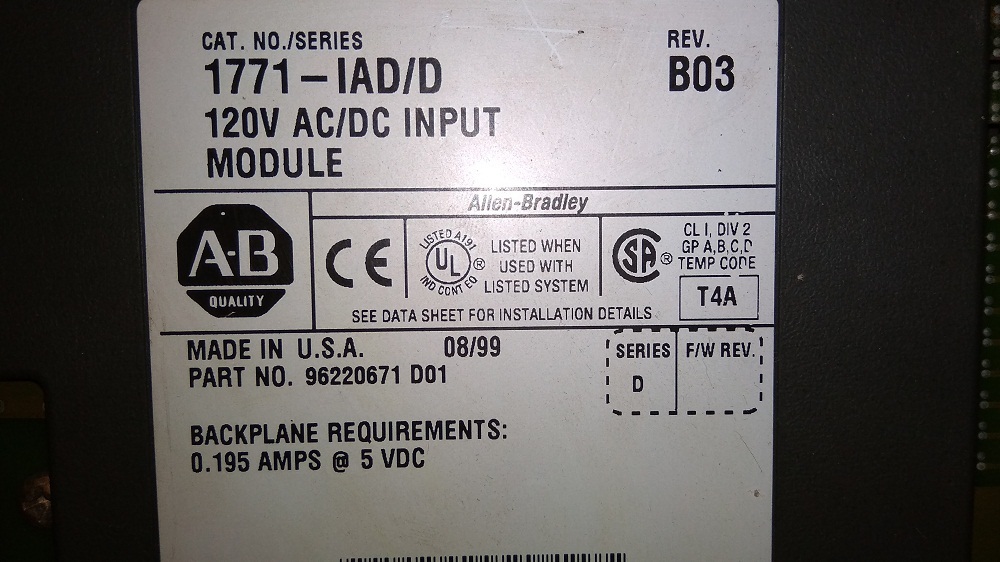 CAT. NO./SERIES
REV.
1771-IAD/D
B03
120V AC/DC INPUT
MODULE
Allen-Bradley
A-B
QUALITY
CE
LISTED A191
UL ®
IND CONT EQ
LISTED WHEN
USED WITH
LISTED SYSTEM
SA ®
CL I, DIV 2
GP A,B,C,D
TEMP CODE
T4A
SEE DATA SHEET FOR INSTALLATION DETAILS
MADE IN U.S.A. 08/99
PART NO. 96220671 D01
SERIES
D
F/W REV.
BACKPLANE REQUIREMENTS:
0.195 AMPS @ 5 VDC